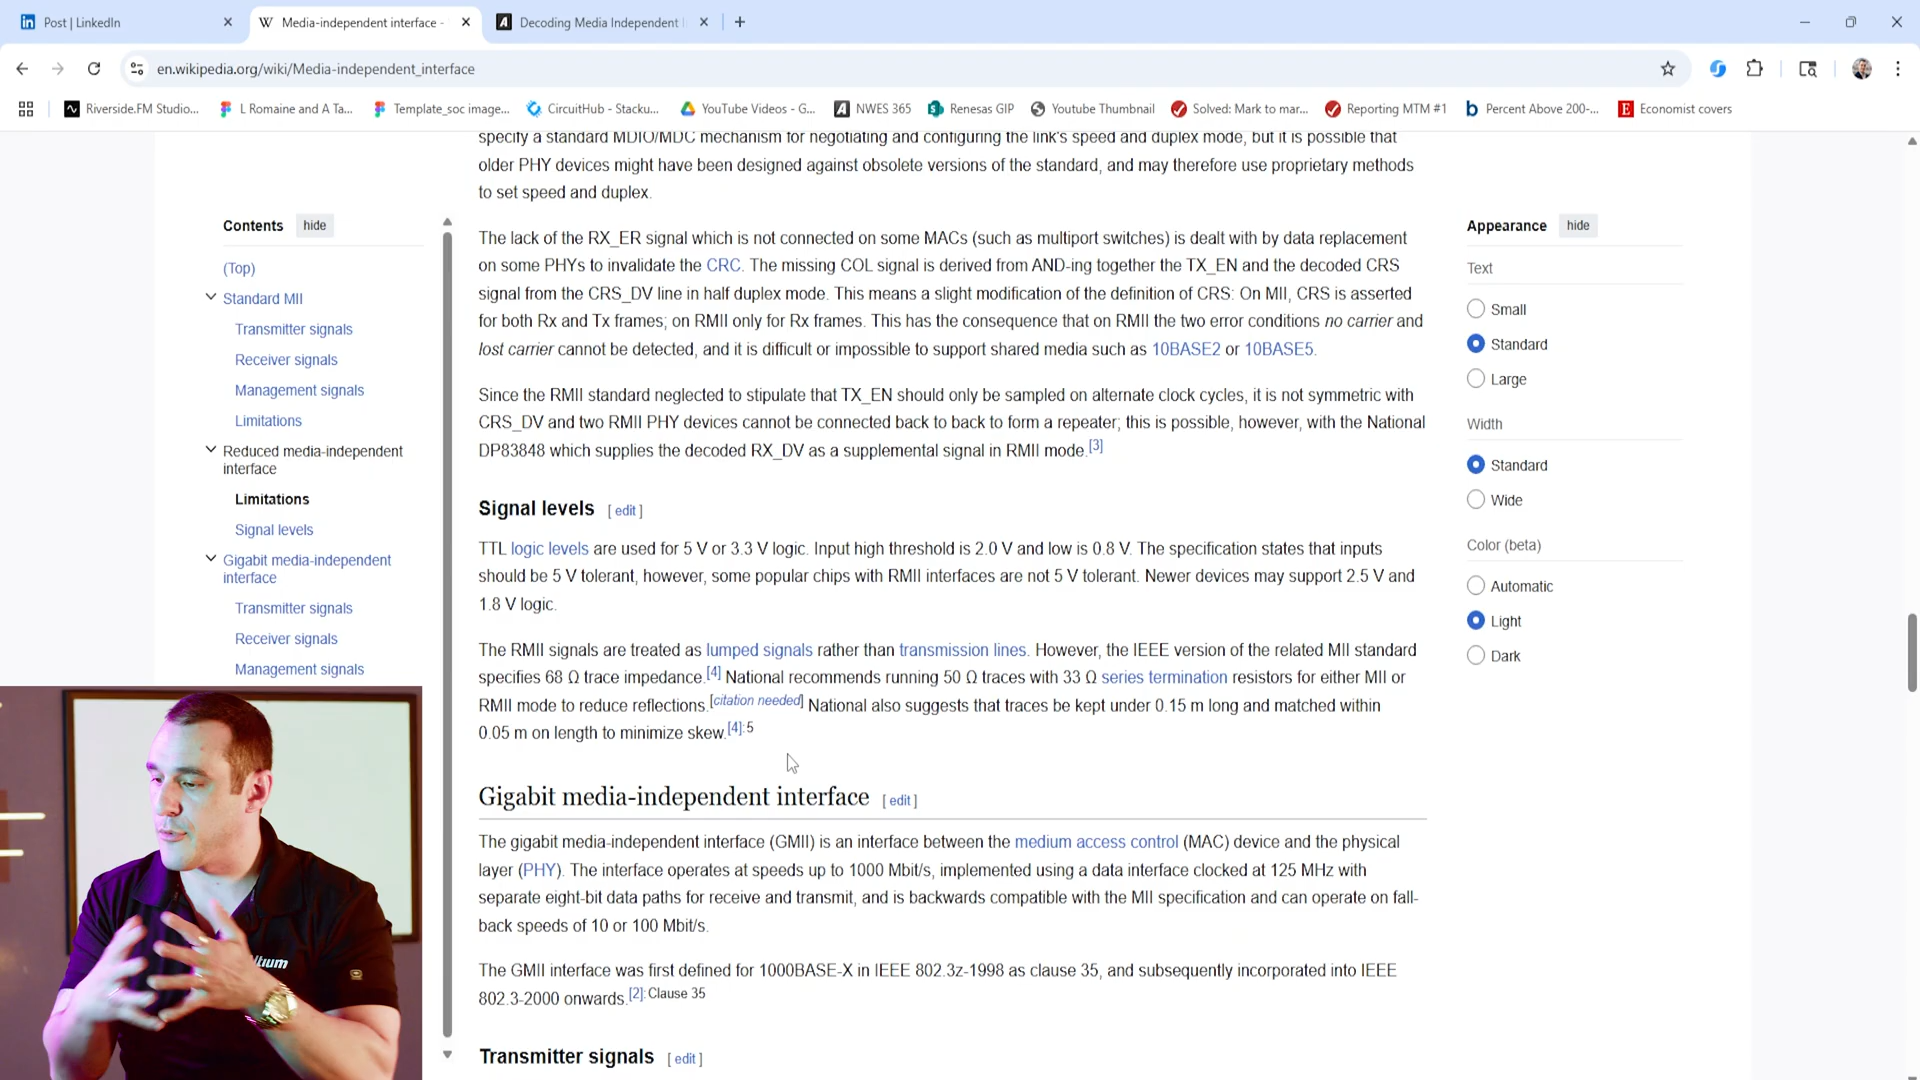 Post | LinkedIn
Media-independent interface -
Decoding Media Independent I
en.wikipedia.org/wiki/Media-independent_interface
Riverside.FM Studio...
L Romaine and A Ta...
Template_soc image...
CircuitHub - Stacku...
YouTube Videos - G...
NWES 365
Renesas GIP
Youtube Thumbnail
Solved: Mark to mar...
Reporting MTM #1
Percent Above 200-...
Economist covers
specify a standard MDIO/MDC mechanism for negotiating and configuring the link's speed and duplex mode, but it is possible that
older PHY devices might have been designed against obsolete versions of the standard, and may therefore use proprietary methods
to set speed and duplex.
The lack of the RX_ER signal which is not connected on some MACs (such as multiport switches) is dealt with by data replacement
on some PHYs to invalidate the CRC. The missing COL signal is derived from AND-ing together the TX_EN and the decoded CRS
signal from the CRS_DV line in half duplex mode. This means a slight modification of the definition of CRS: On MII, CRS is asserted
for both Rx and Tx frames; on RMII only for Rx frames. This has the consequence that on RMII the two error conditions no carrier and
lost carrier cannot be detected, and it is difficult or impossible to support shared media such as 10BASE2 or 10BASE5.
Since the RMII standard neglected to stipulate that TX_EN should only be sampled on alternate clock cycles, it is not symmetric with
CRS_DV and two RMII PHY devices cannot be connected back to back to form a repeater; this is possible, however, with the National
DP83848 which supplies the decoded RX_DV as a supplemental signal in RMII mode.[3]
Signal levels [ edit ]
TTL logic levels are used for 5 V or 3.3 V logic. Input high threshold is 2.0 V and low is 0.8 V. The specification states that inputs
should be 5 V tolerant, however, some popular chips with RMII interfaces are not 5 V tolerant. Newer devices may support 2.5 V and
1.8 V logic.
The RMII signals are treated as lumped signals rather than transmission lines. However, the IEEE version of the related MII standard
specifies 68 Ω trace impedance.[4] National recommends running 50 Ω traces with 33 Ω series termination resistors for either MII or
RMII mode to reduce reflections.[citation needed] National also suggests that traces be kept under 0.15 m long and matched within
0.05 m on length to minimize skew.[4]: 5
Gigabit media-independent interface [ edit ]
The gigabit media-independent interface (GMII) is an interface between the medium access control (MAC) device and the physical
layer (PHY). The interface operates at speeds up to 1000 Mbit/s, implemented using a data interface clocked at 125 MHz with
separate eight-bit data paths for receive and transmit, and is backwards compatible with the MII specification and can operate on fall-
back speeds of 10 or 100 Mbit/s.
The GMII interface was first defined for 1000BASE-X in IEEE 802.3z-1998 as clause 35, and subsequently incorporated into IEEE
802.3-2000 onwards.[2]: Clause 35
Transmitter signals [ edit ]
Contents hide
(Top)
Standard MII
Transmitter signals
Receiver signals
Management signals
Limitations
Reduced media-independent
interface
Limitations
Signal levels
Gigabit media-independent
interface
Transmitter signals
Receiver signals
Management signals
Appearance hide
Text
Small
Standard
Large
Width
Standard
Wide
Color (beta)
Automatic
Light
Dark